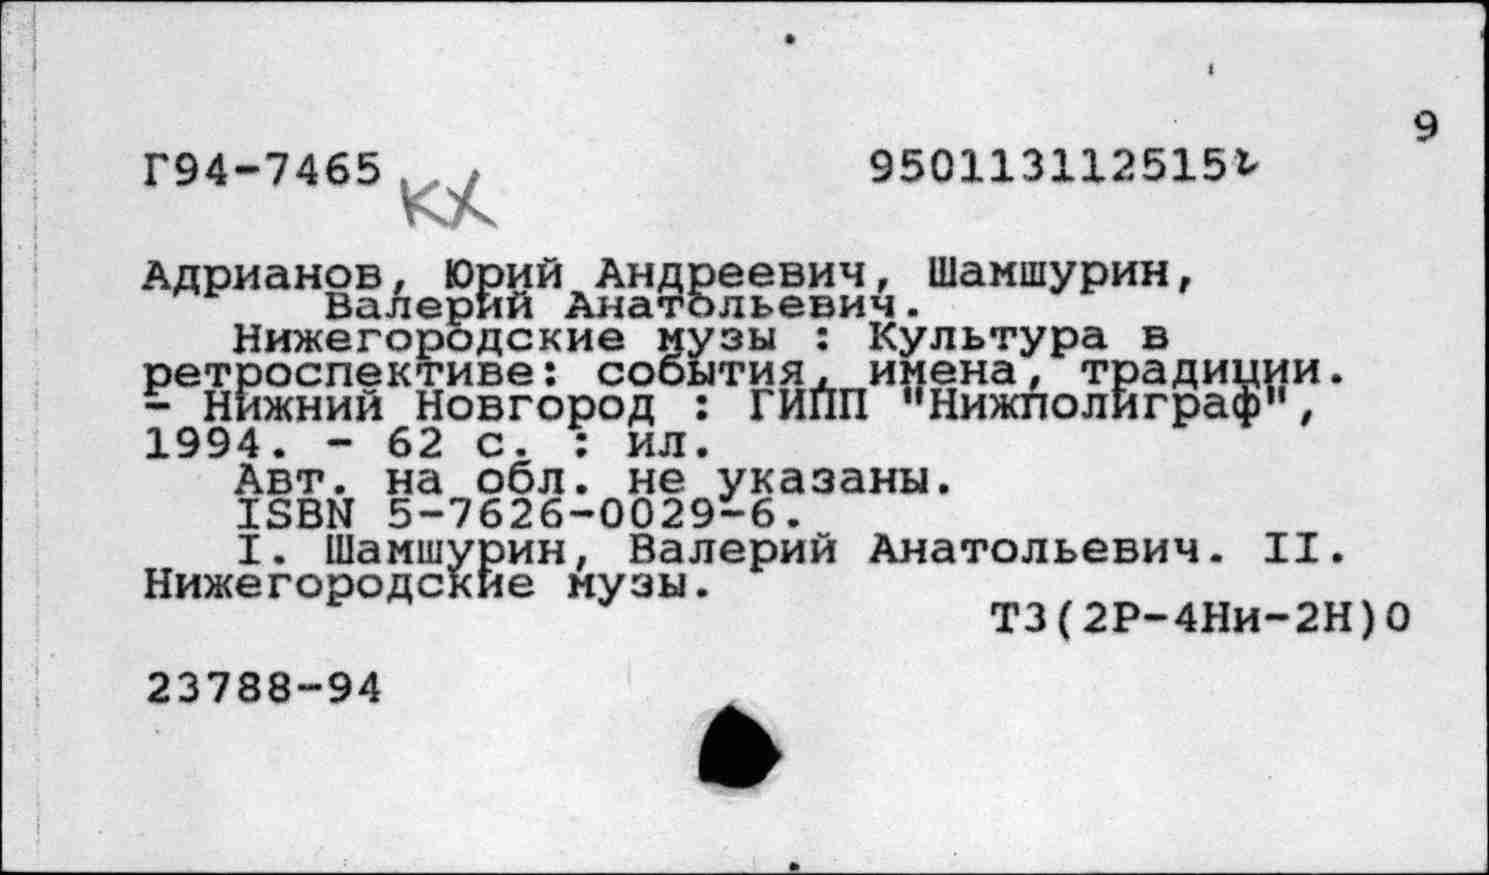 9
Г94-7465 950113112515
КХ
Адрианов, Юрий Андреевич, Шамшурин,
Валерий Анатольевич.
Нижегородские музы : Культура в
ретроспективе: события, имена, традиции.
- Нижний Новгород : ГИПП "Нижполиграф",
1994. - 62 с. : ил.
Авт. на обл. не указаны.
ISBN 5-7626-0029-6.
I. Шамшурин, Валерий Анатольевич. II.
Нижегородские музы.
Т3(2Р-4Ни-2Н)0
23788-94